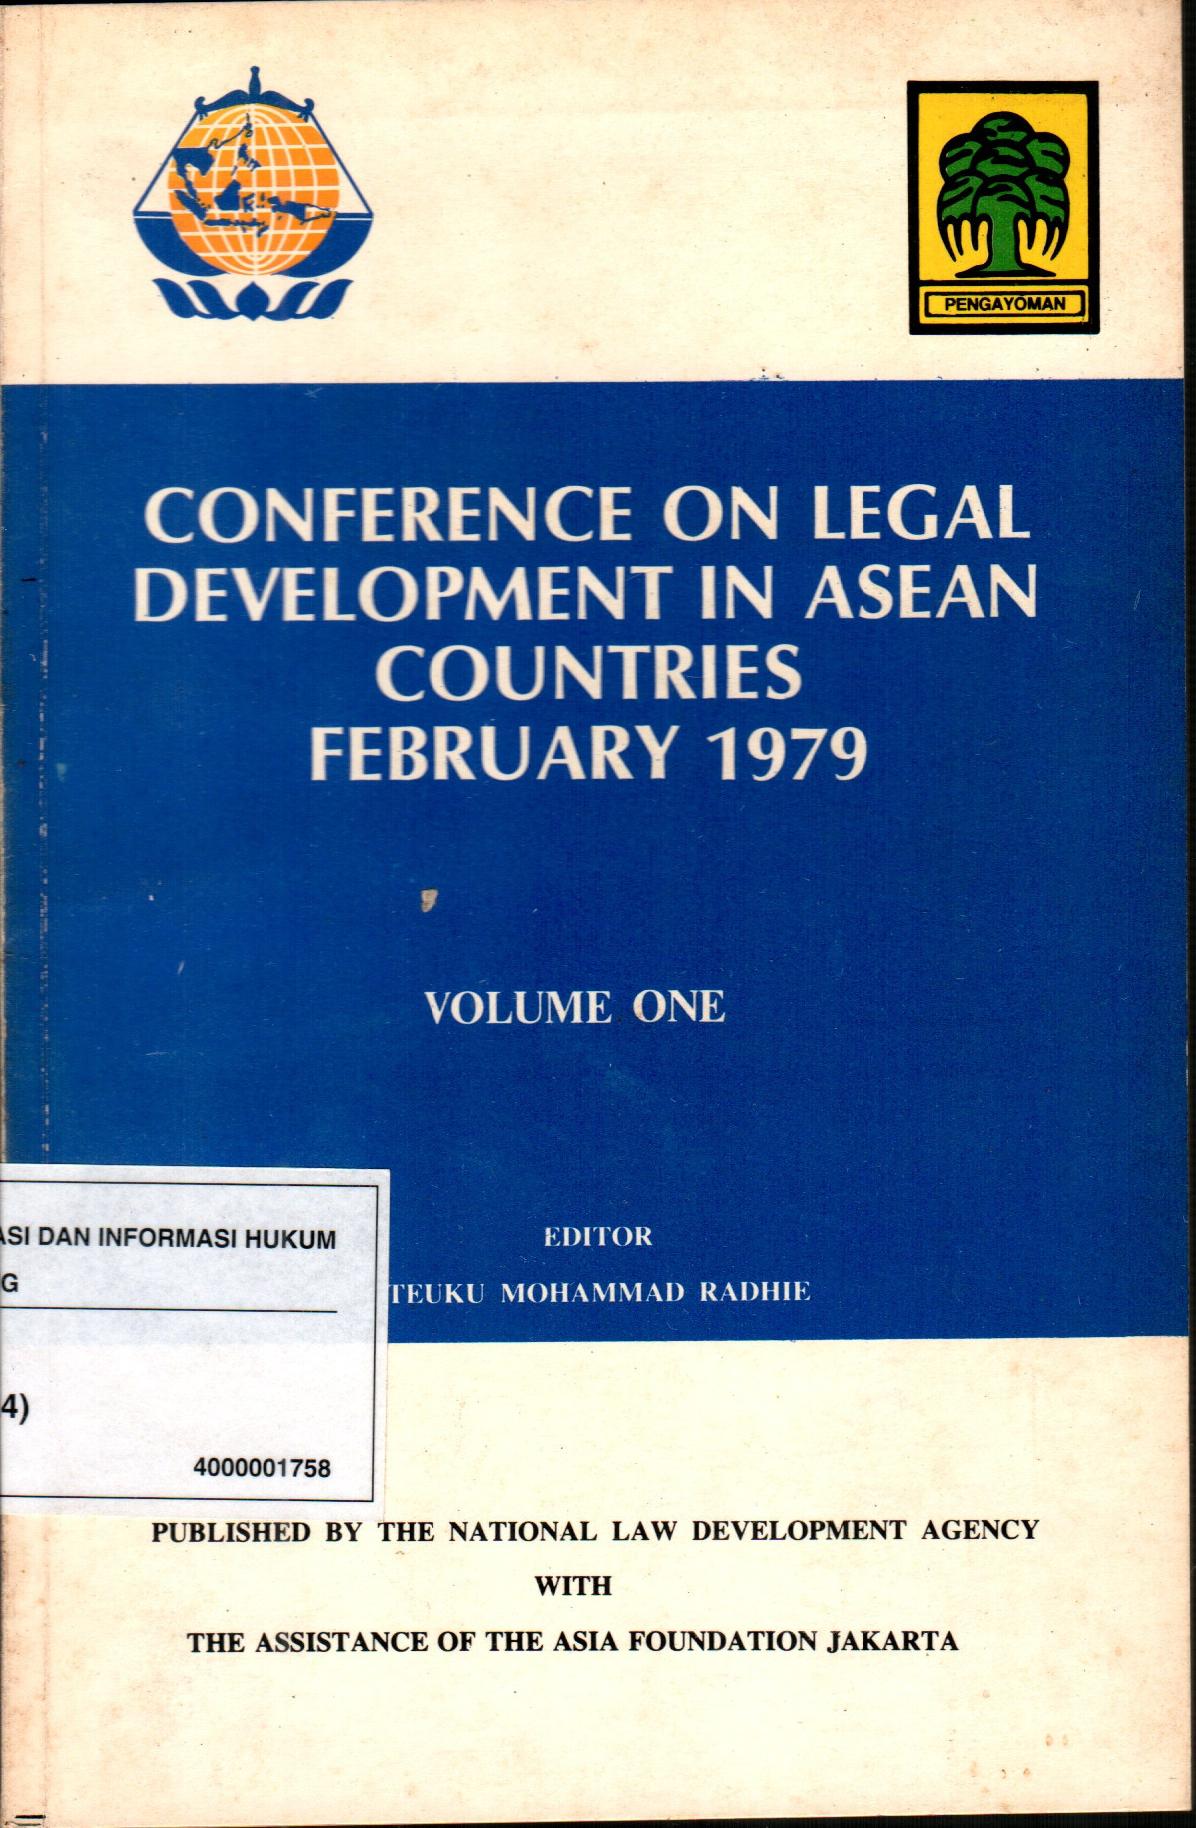 PENGAYOMAN
CONFERENCE ON LEGAL
DEVELOPMENT IN ASEAN
COUNTRIES
FEBRUARY 1979
VOLUME ONE
ASI DAN INFORMASI HUKUM
G
4)
4000001758
EDITOR
TEUKU MOHAMMAD RADHIE
PUBLISHED BY THE NATIONAL LAW DEVELOPMENT AGENCY
WITH
THE ASSISTANCE OF THE ASIA FOUNDATION JAKARTA